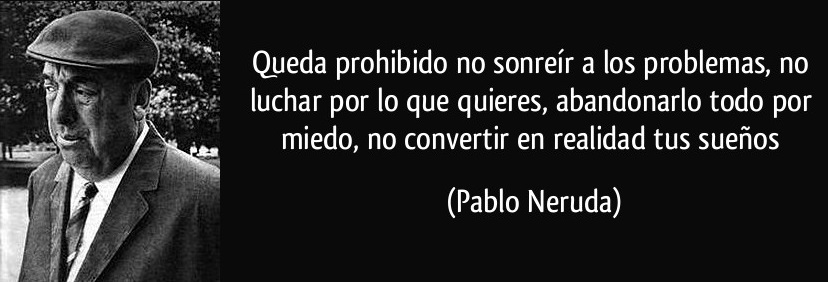 Queda prohibido no sonreír a los problemas, no
luchar por lo que quieres, abandonarlo todo por
miedo, no convertir en realidad tus sueños
(Pablo Neruda)